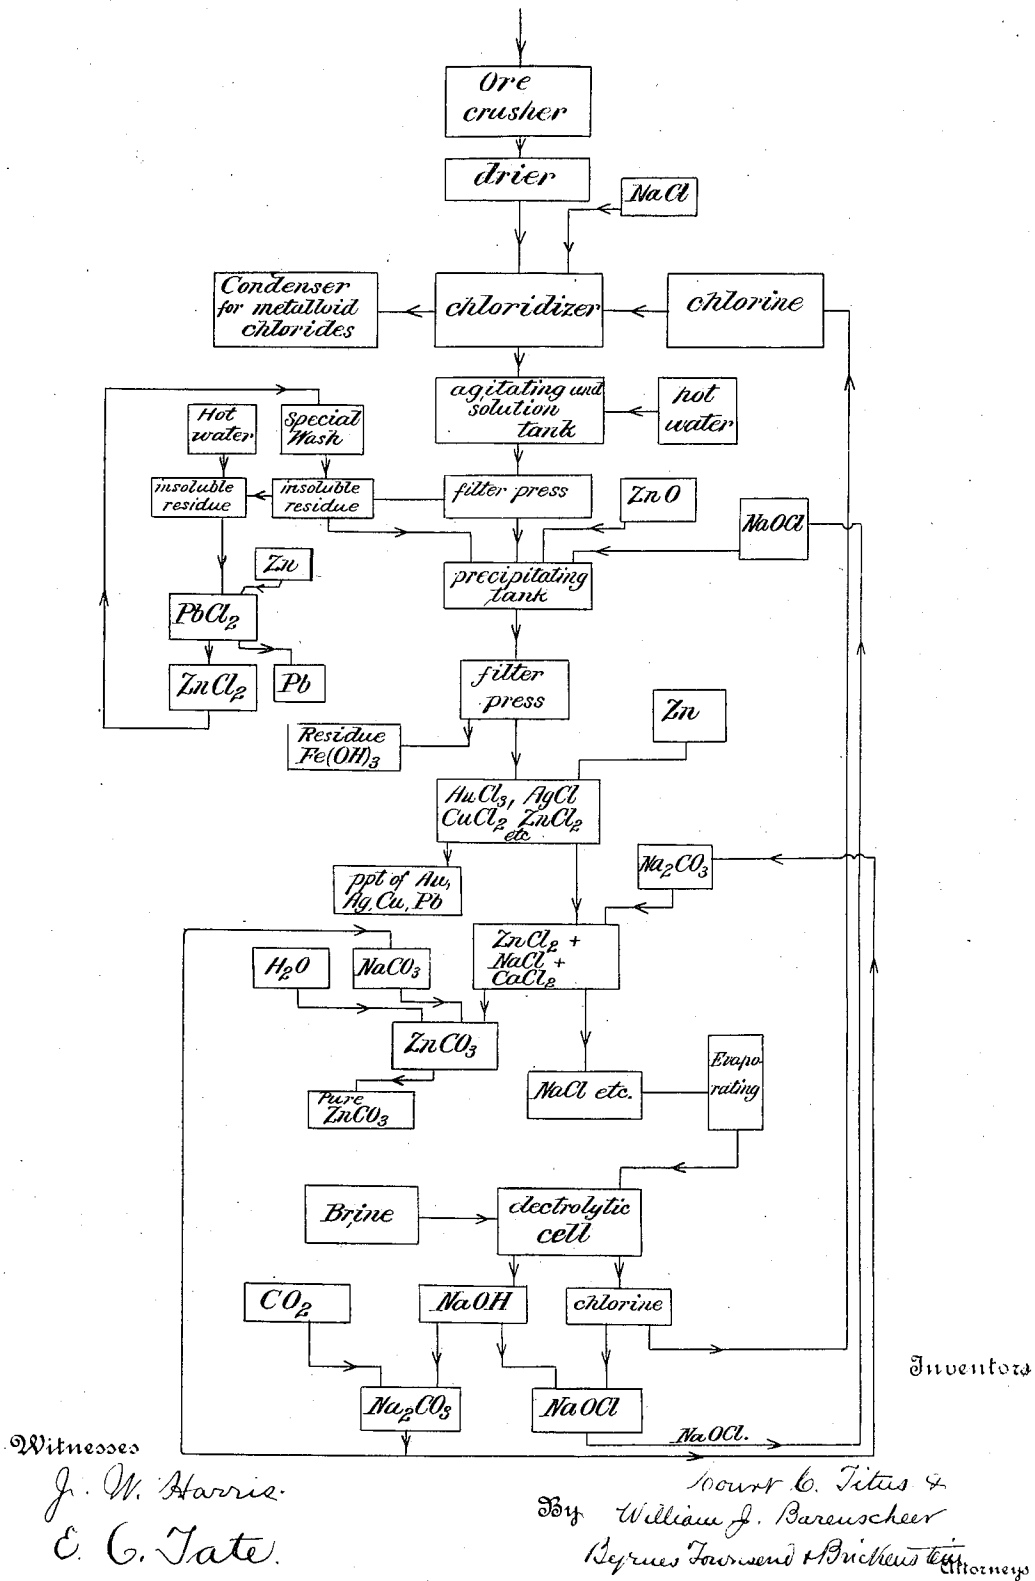 Ore
crusher
drier
NaCl
Condenser
for metalloid
chlorides
chloridizer
chlorine
agitating and
solution
tank
hot
water
Hot
water
Special
Wash
insoluble
residue
insoluble
residue
filter press
ZnO
NaOCl
Zn
precipitating
tank
PbCl2
ZnCl2
Pb
filter
press
Zn
Residue
Fe(OH)3
AuCl3, AgCl
CuCl2 ZnCl2
etc
ppt of Au,
Ag, Cu, Pb
Na2CO3
ZnCl2 +
NaCl +
CaCl2
H2O
NaCO3
ZnCO3
Evapo-
rating
NaCl etc.
Pure
ZnCO3
Brine
electrolytic
cell
CO2
NaOH
chlorine
Na2CO3
NaOCl
NaOCl.
Inventors
Witnesses
J. W. Harris.
E. C. Tate.
C. Titus &
By William J. Barenscheer
Byrnes Townsend & Brickenstein
Attorneys